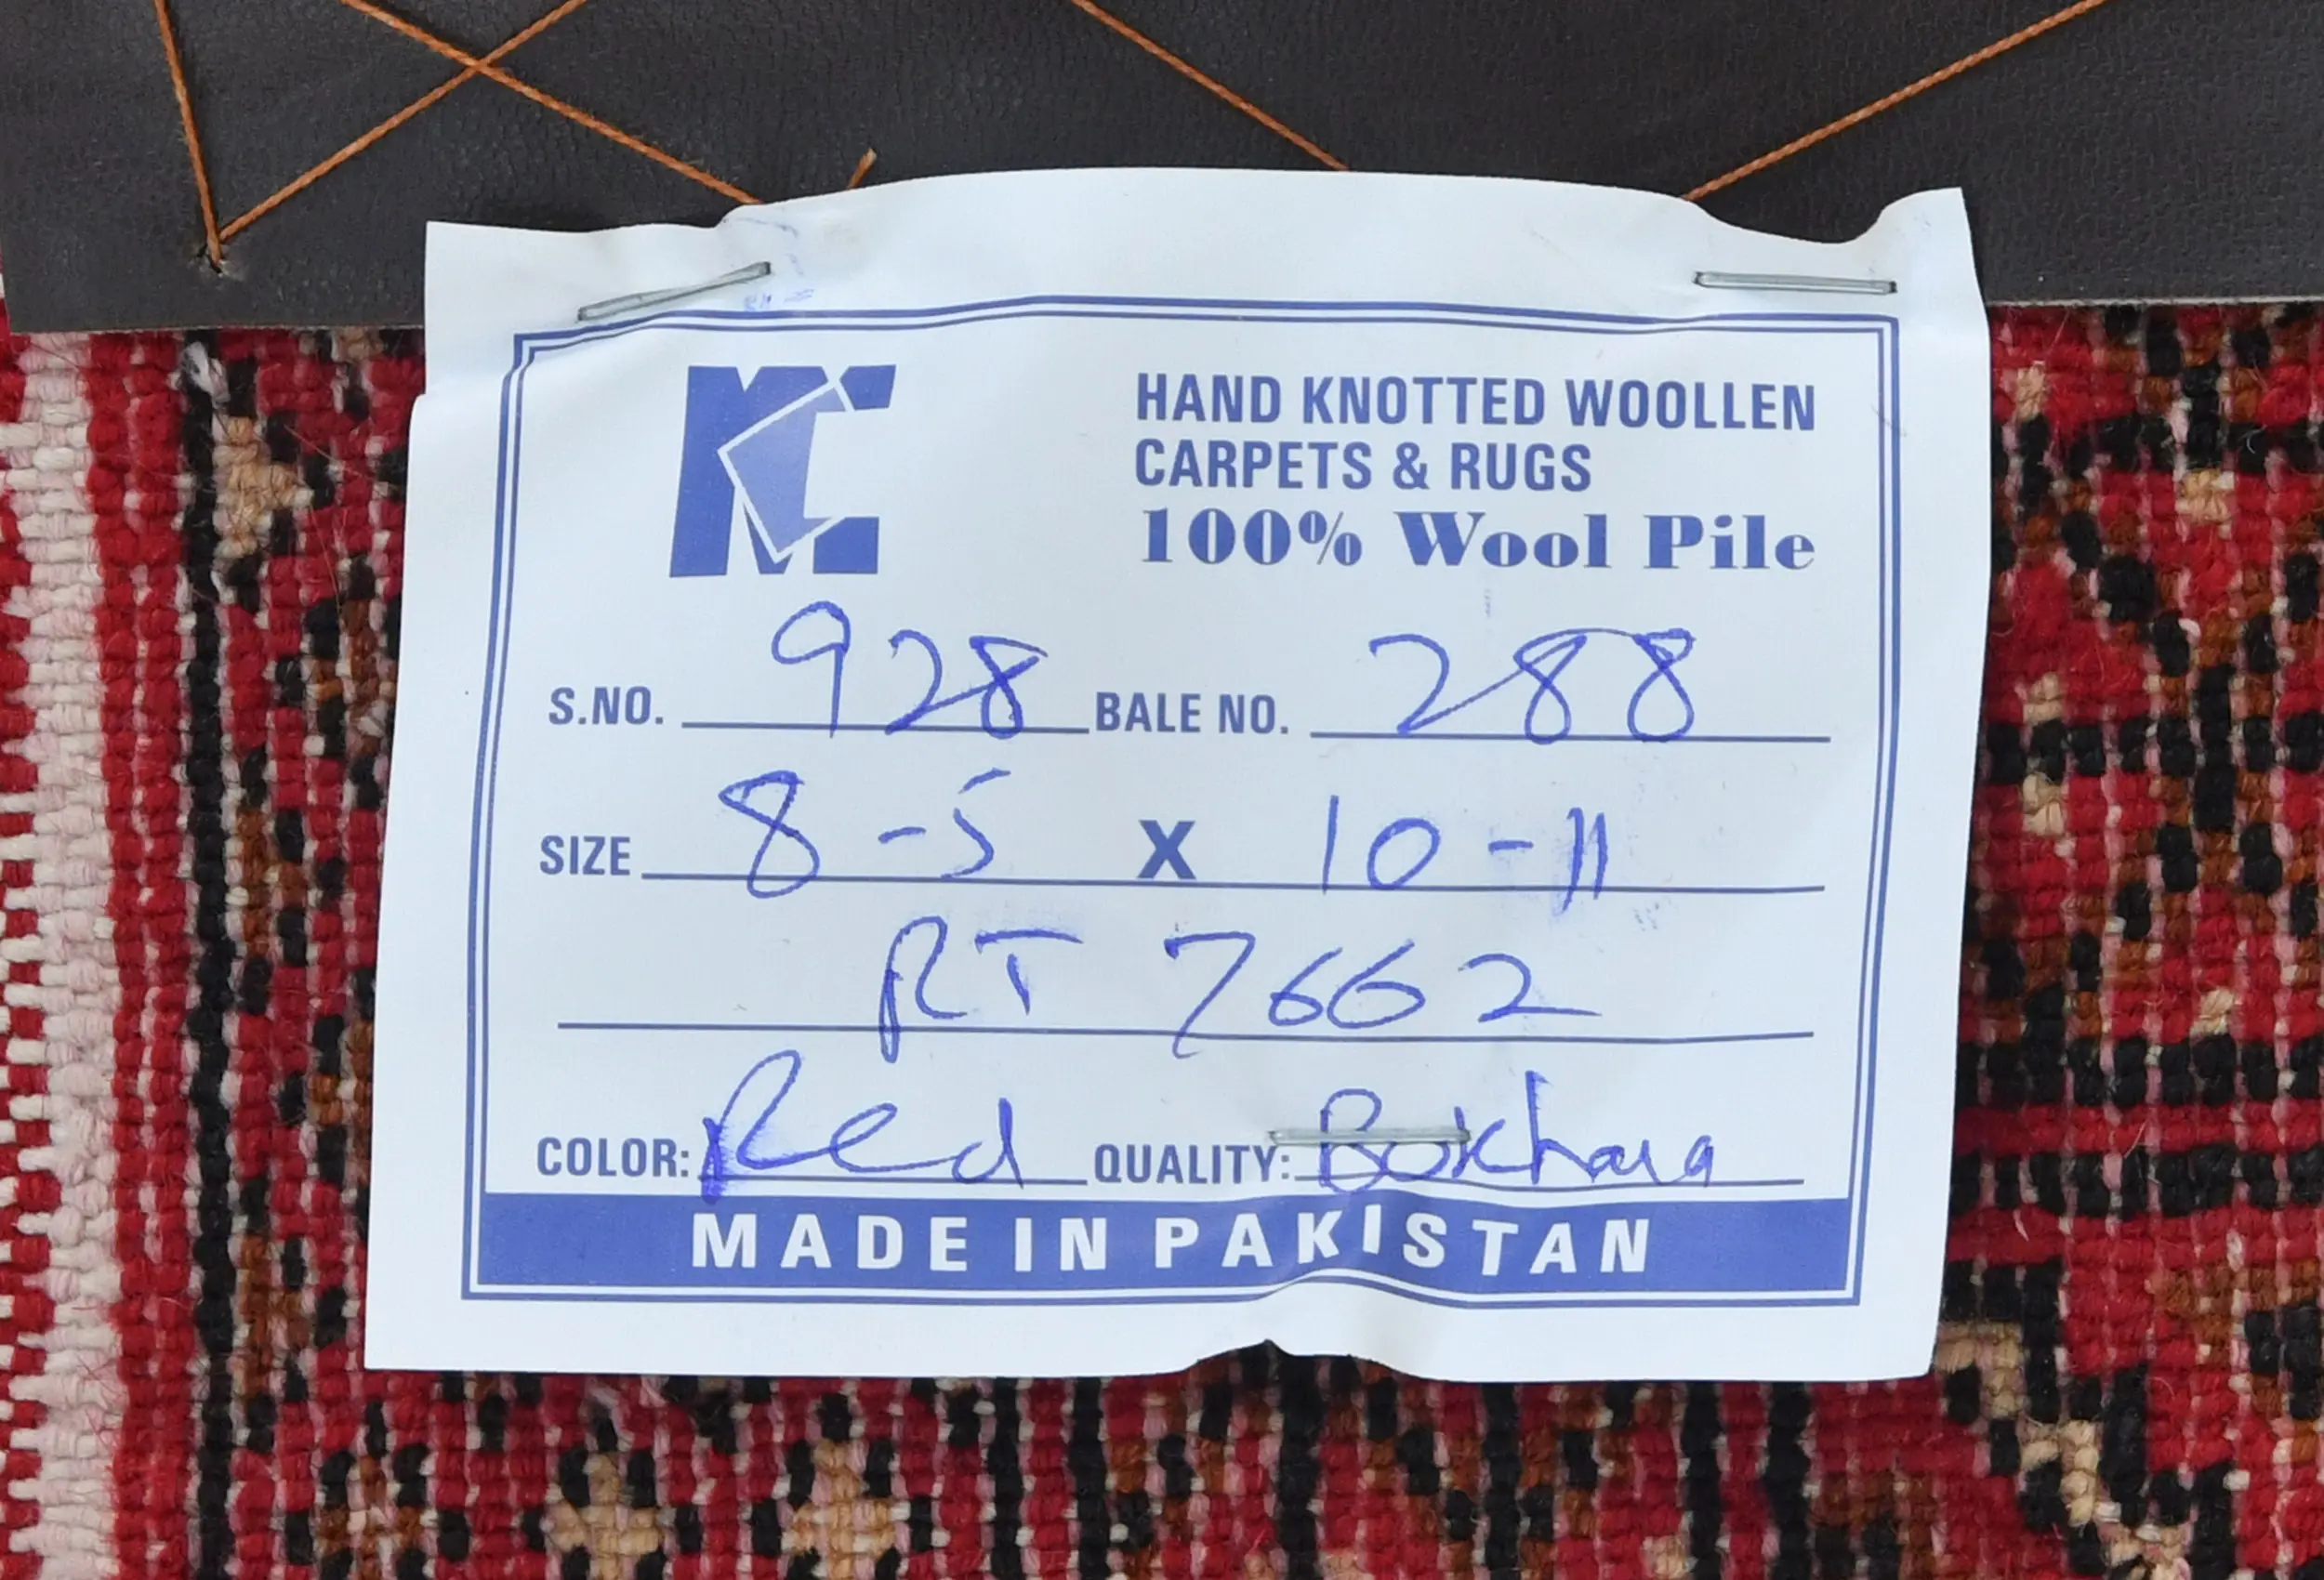 MC
HAND KNOTTED WOOLLEN
CARPETS & RUGS
100% Wool Pile
S.NO. 928 BALE NO. 288
SIZE 8-5 X 10-11
RT 7662
COLOR: Red QUALITY: Bokhara
MADE IN PAKISTAN